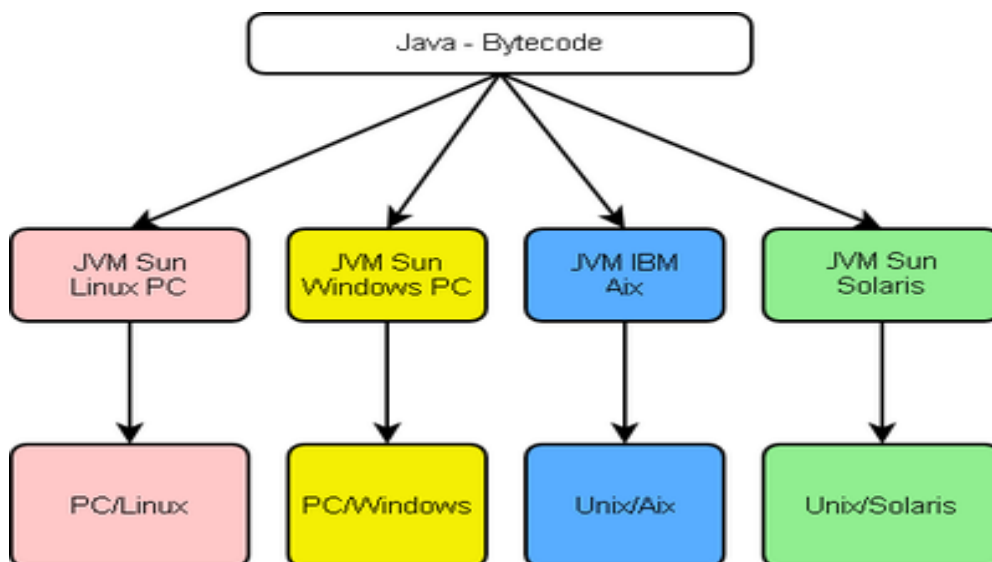 Java - Bytecode
JVM Sun
Linux PC
JVM Sun
Windows PC
JVM IBM
Aix
JVM Sun
Solaris
PC/Linux
PC/Windows
Unix/Aix
Unix/Solaris